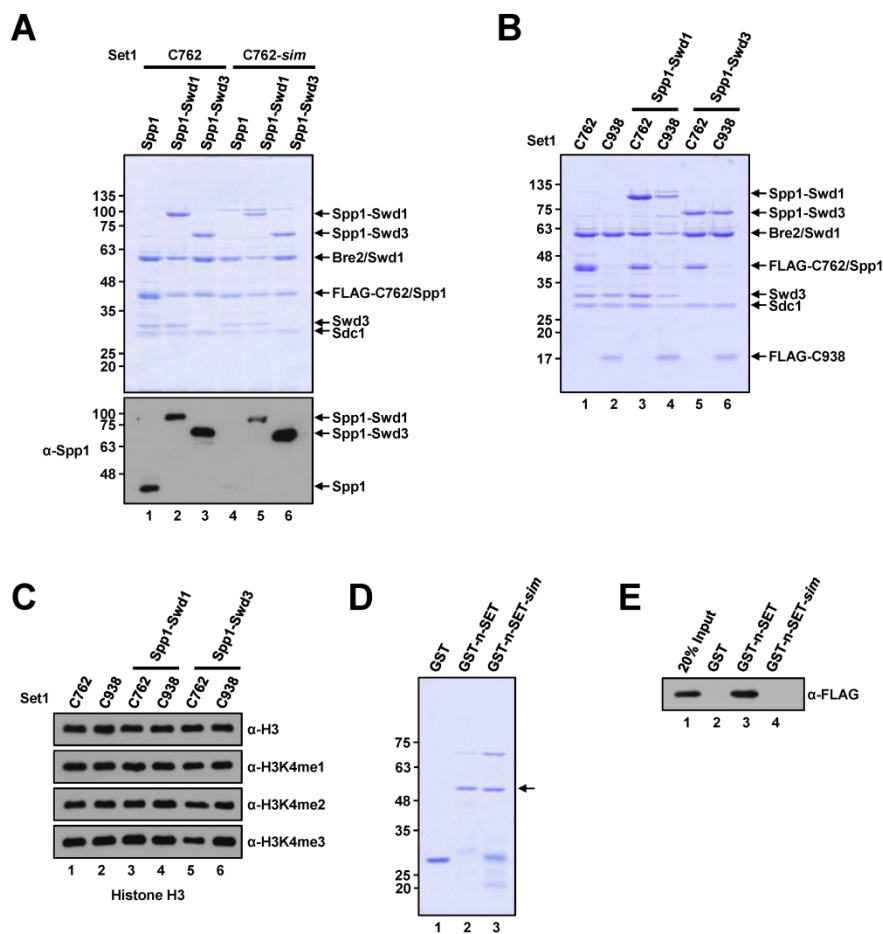 A
Set1 C762 C762-sim
Spp1 Spp1-Swd1 Spp1-Swd3 Spp1 Spp1-Swd1 Spp1-Swd3
135
100
75
63
48
35
25
20
Spp1-Swd1
Spp1-Swd3
Bre2/Swd1
FLAG-C762/Spp1
Swd3
Sdc1
α-Spp1
100
75
63
48
Spp1-Swd1
Spp1-Swd3
Spp1
1 2 3 4 5 6
B
Spp1-Swd1 Spp1-Swd3
Set1 C762 C938 C762 C938 C762 C938
135
75
63
48
35
25
20
17
Spp1-Swd1
Spp1-Swd3
Bre2/Swd1
FLAG-C762/Spp1
Swd3
Sdc1
FLAG-C938
1 2 3 4 5 6
C
Spp1-Swd1 Spp1-Swd3
Set1 C762 C938 C762 C938 C762 C938
α-H3
α-H3K4me1
α-H3K4me2
α-H3K4me3
1 2 3 4 5 6
Histone H3
D
GST GST-n-SET GST-n-SET-sim
75
63
48
35
25
20
1 2 3
E
20% Input GST GST-n-SET GST-n-SET-sim
α-FLAG
1 2 3 4